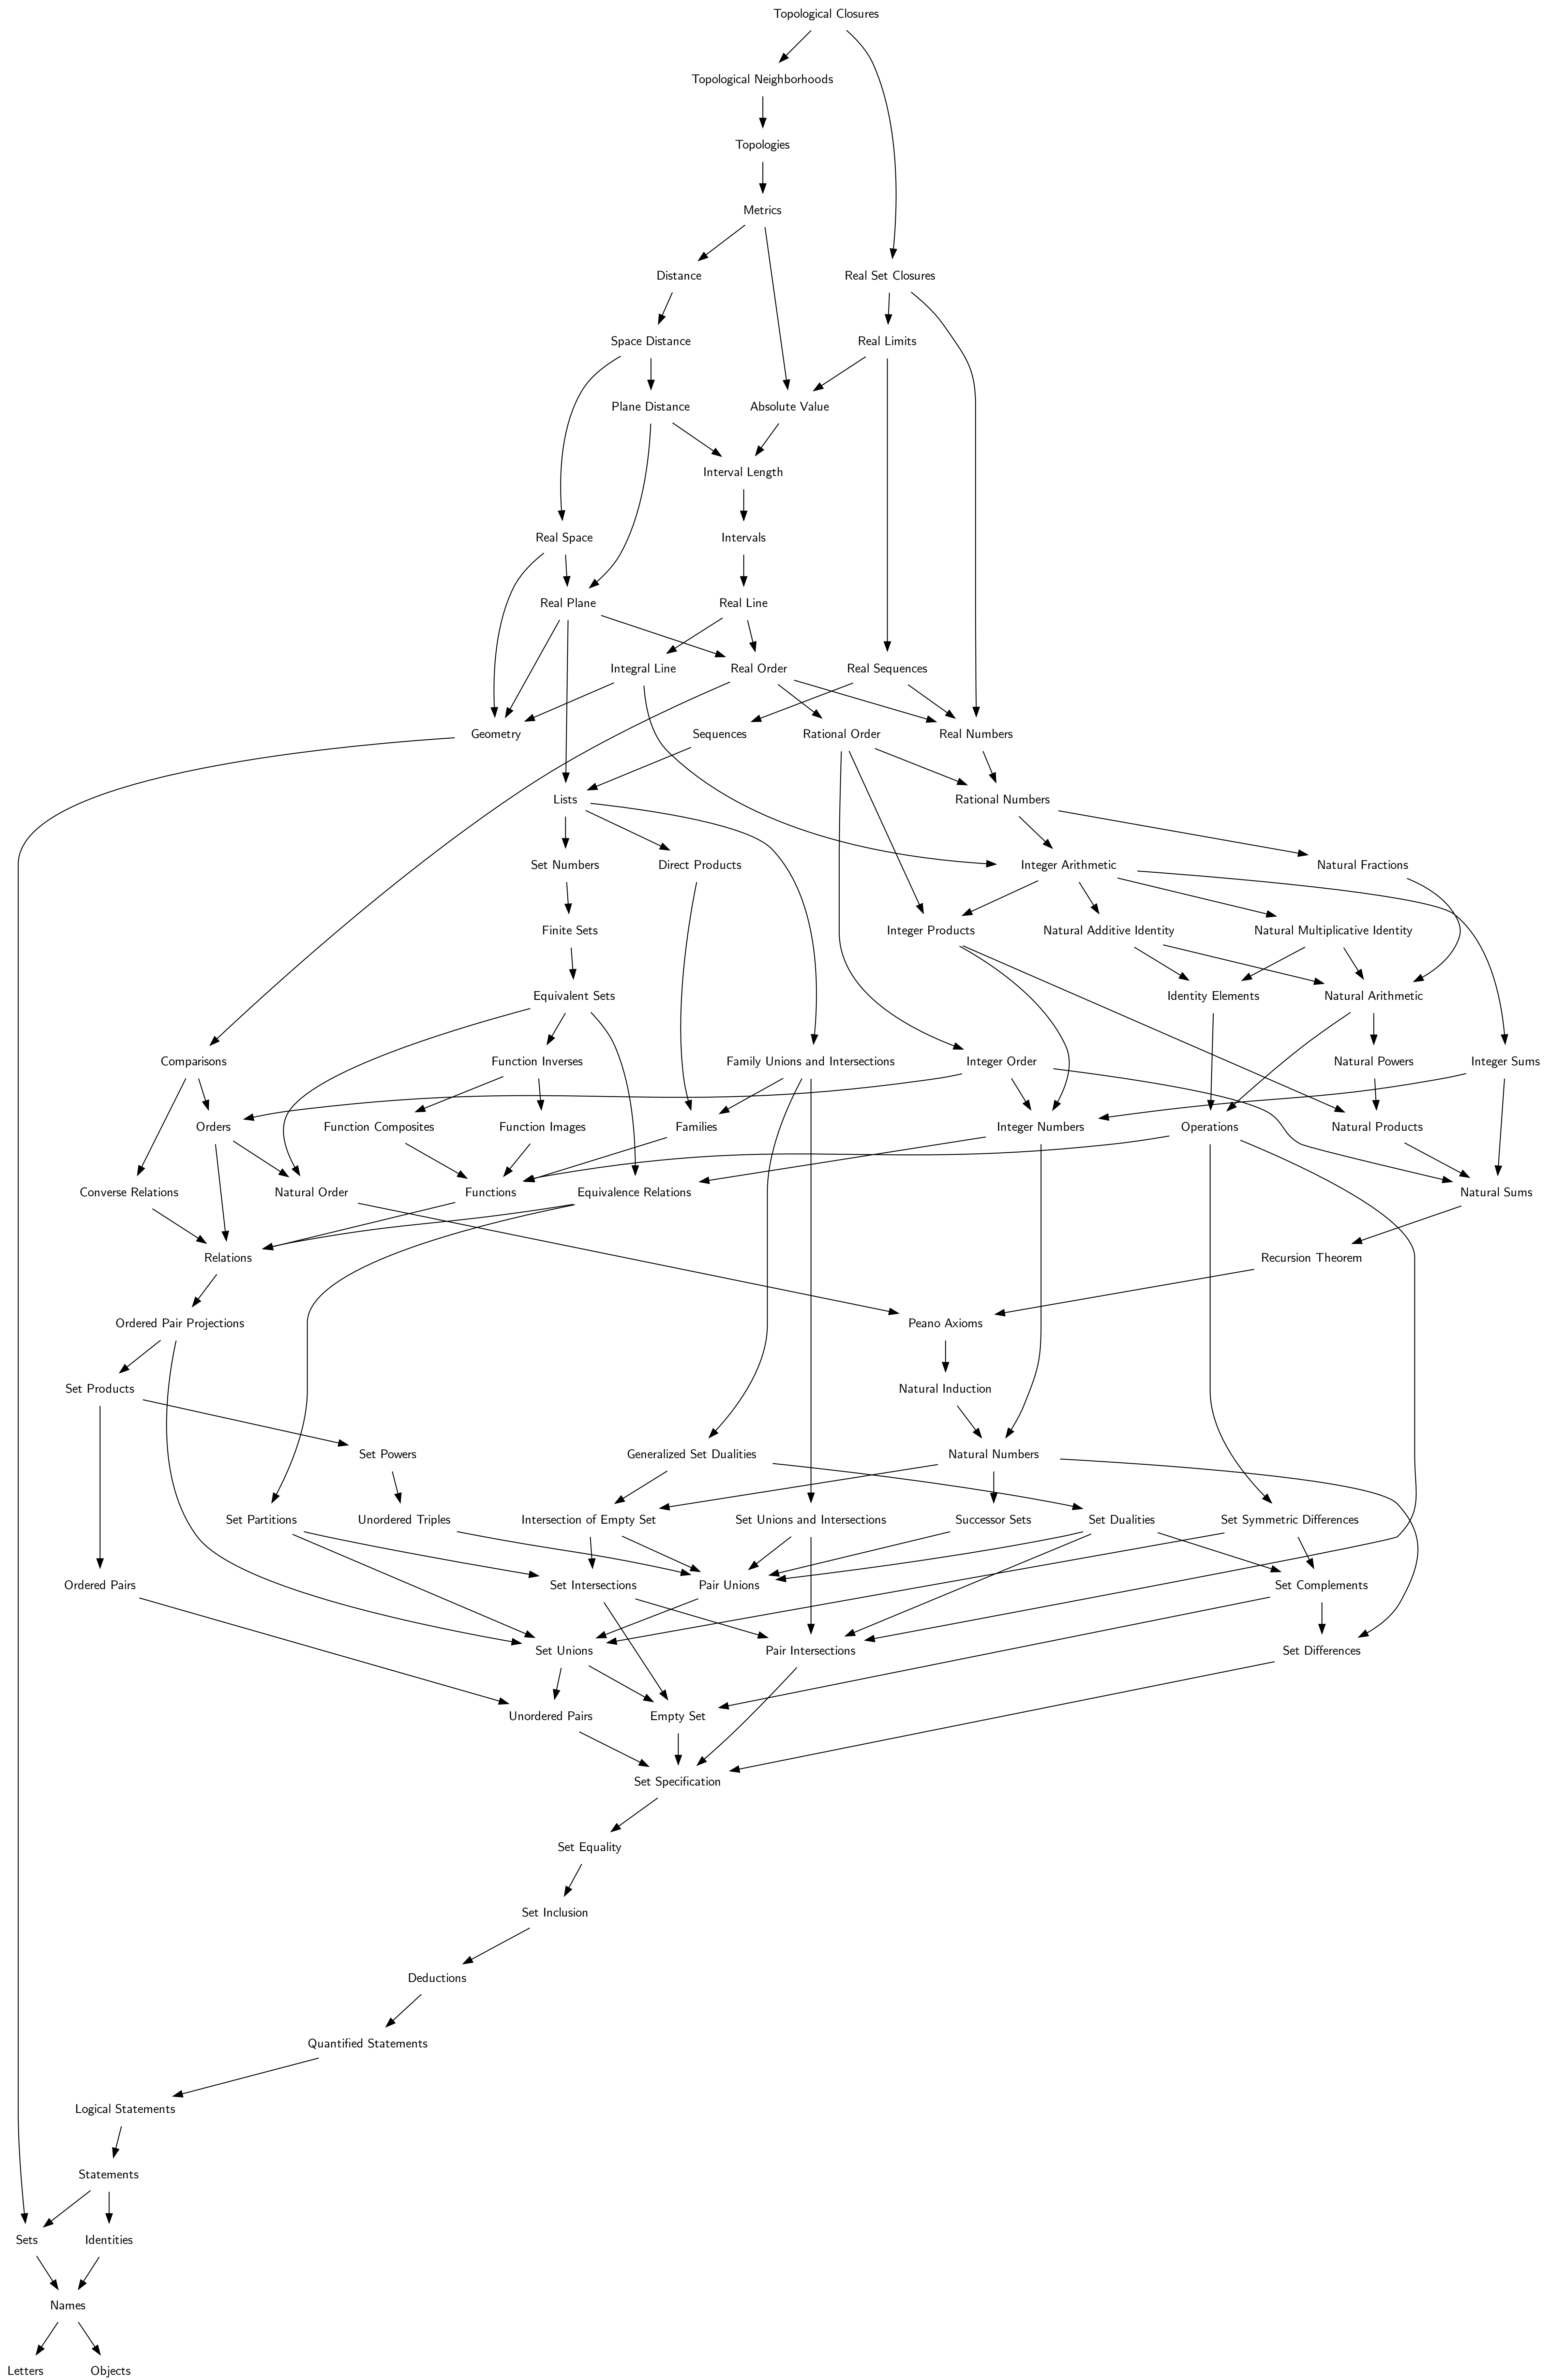 Topological Closures
Topological Neighborhoods
Topologies
Metrics
Distance
Real Set Closures
Space Distance
Real Limits
Plane Distance
Absolute Value
Interval Length
Real Space
Intervals
Real Plane
Real Line
Integral Line
Real Order
Real Sequences
Geometry
Sequences
Rational Order
Real Numbers
Lists
Rational Numbers
Set Numbers
Direct Products
Integer Arithmetic
Natural Fractions
Finite Sets
Integer Products
Natural Additive Identity
Natural Multiplicative Identity
Equivalent Sets
Identity Elements
Natural Arithmetic
Comparisons
Function Inverses
Family Unions and Intersections
Integer Order
Natural Powers
Integer Sums
Orders
Function Composites
Function Images
Families
Integer Numbers
Operations
Natural Products
Converse Relations
Natural Order
Functions
Equivalence Relations
Natural Sums
Relations
Recursion Theorem
Ordered Pair Projections
Peano Axioms
Set Products
Natural Induction
Set Powers
Generalized Set Dualities
Natural Numbers
Set Partitions
Unordered Triples
Intersection of Empty Set
Set Unions and Intersections
Successor Sets
Set Dualities
Set Symmetric Differences
Ordered Pairs
Set Intersections
Pair Unions
Set Complements
Set Unions
Pair Intersections
Set Differences
Unordered Pairs
Empty Set
Set Specification
Set Equality
Set Inclusion
Deductions
Quantified Statements
Logical Statements
Statements
Sets
Identities
Names
Letters
Objects